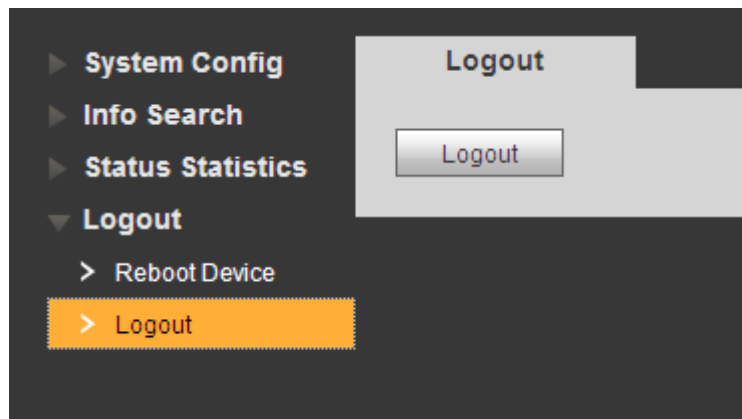 System Config
Info Search
Status Statistics
Logout
Reboot Device
Logout
Logout
Logout